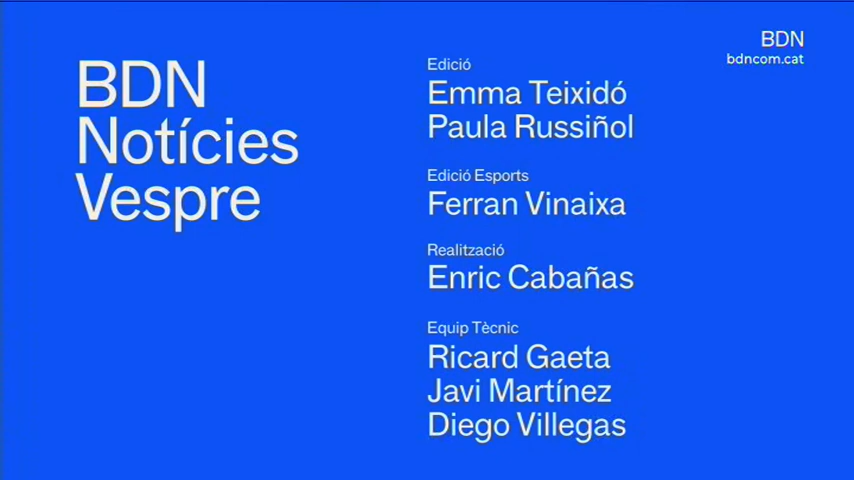 BDN
Notícies
Vespre
Edició
Emma Teixidó
Paula Russiñol
Edició Esports
Ferran Vinaixa
Realització
Enric Cabañas
Equip Tècnic
Ricard Gaeta
Javi Martínez
Diego Villegas
BDN
bdncom.cat